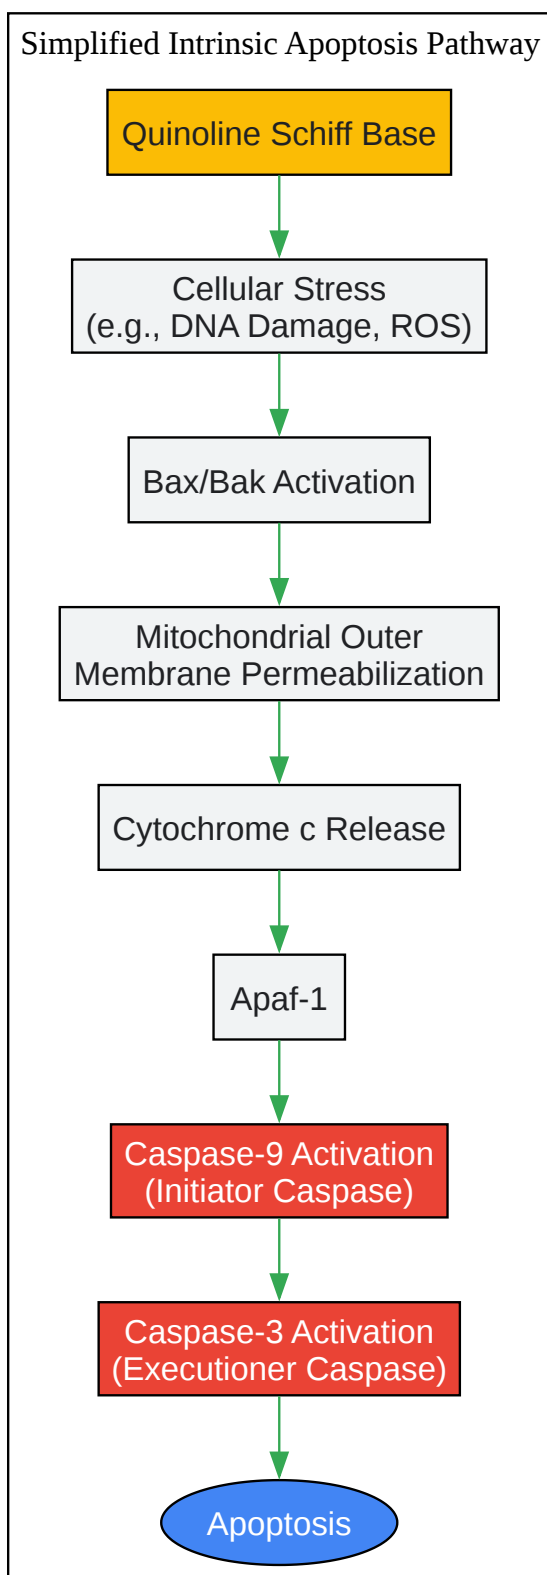 Simplified Intrinsic Apoptosis Pathway
Quinoline Schiff Base
Cellular Stress
(e.g., DNA Damage, ROS)
Bax/Bak Activation
Mitochondrial Outer
Membrane Permeabilization
Cytochrome c Release
Apaf-1
Caspase-9 Activation
(Initiator Caspase)
Caspase-3 Activation
(Executioner Caspase)
Apoptosis